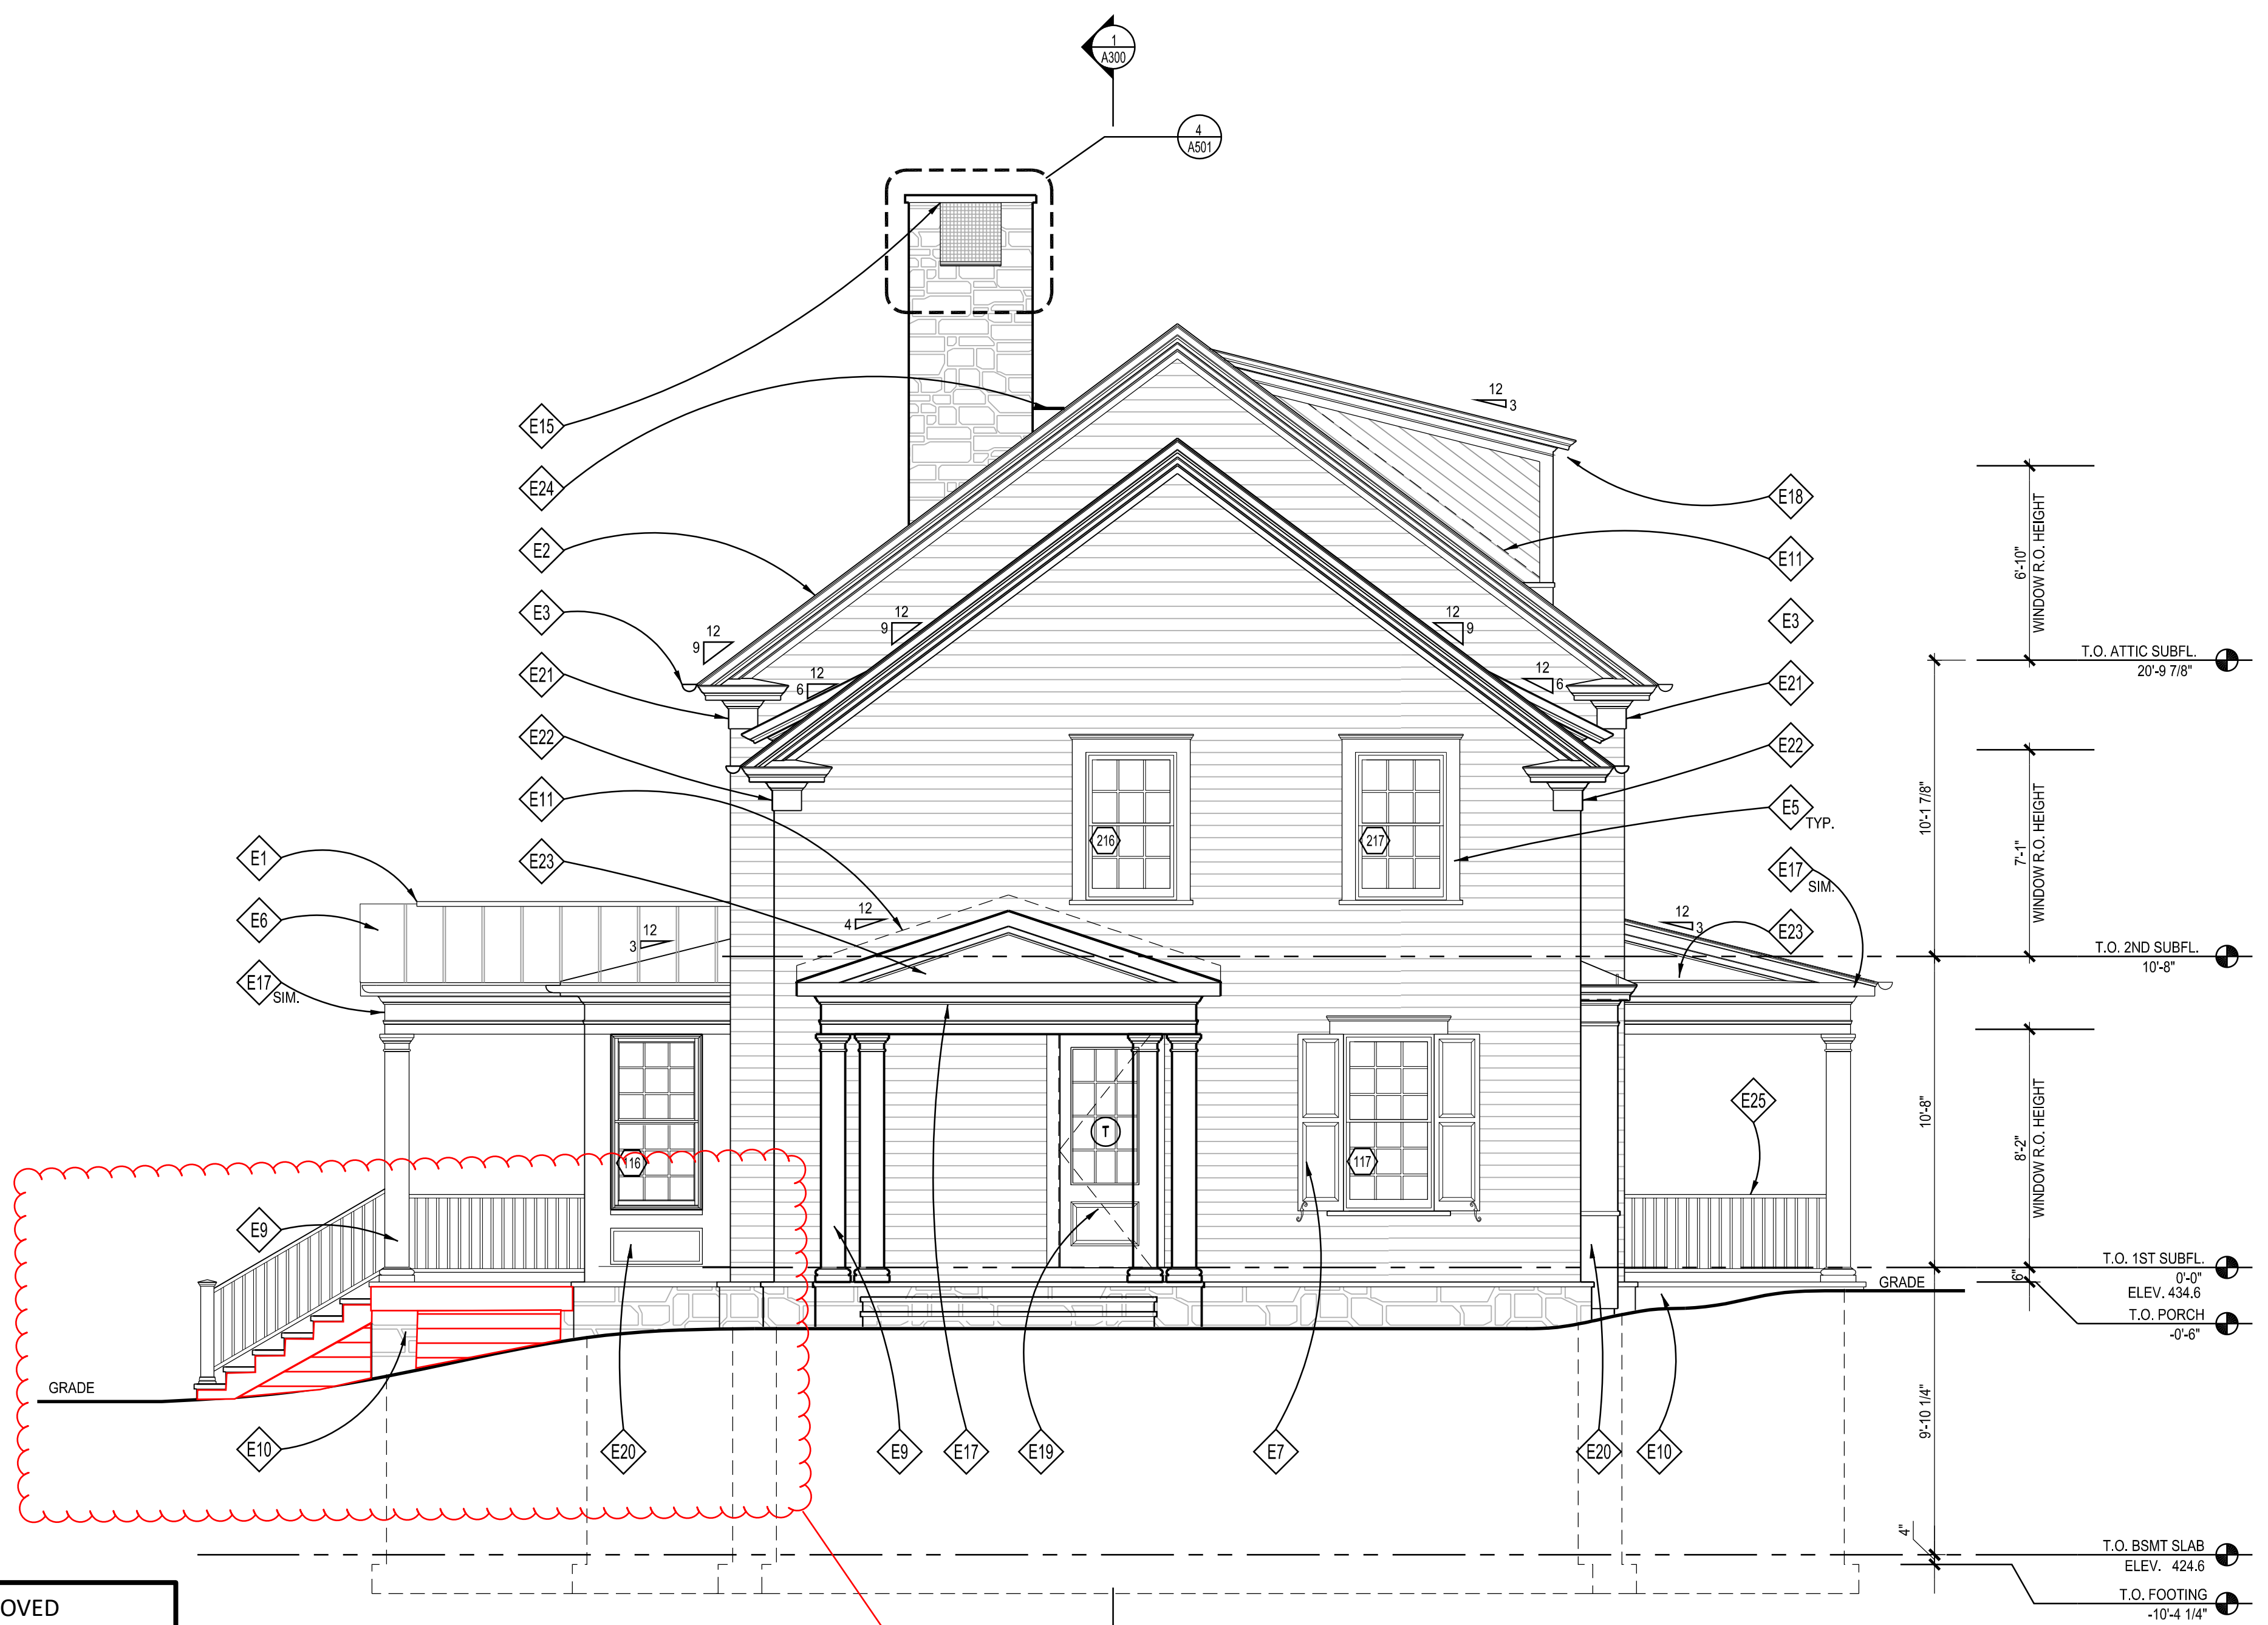 1
A300
4
A501
E15
E24
E2
E3
E21
E22
E11
E23
E1
E6
E17
SIM.
E9
E10
GRADE
12
9
12
9
12
6
12
3
12
9
12
6
12
3
12
4
12
3
216
217
116
117
T
E18
E11
E3
E21
E22
E5
TYP.
E17
SIM.
E23
E25
E20
E9
E17
E19
E7
E20
E10
GRADE
6'-10"
WINDOW R.O. HEIGHT
7'-1"
WINDOW R.O. HEIGHT
8'-2"
WINDOW R.O. HEIGHT
10'-1 7/8"
10'-8"
9'-10 1/4"
6"
4"
T.O. ATTIC SUBFL.
20'-9 7/8"
T.O. 2ND SUBFL.
10'-8"
T.O. 1ST SUBFL.
0'-0"
ELEV. 434.6
T.O. PORCH
-0'-6"
T.O. BSMT SLAB
ELEV. 424.6
T.O. FOOTING
-10'-4 1/4"
OVED